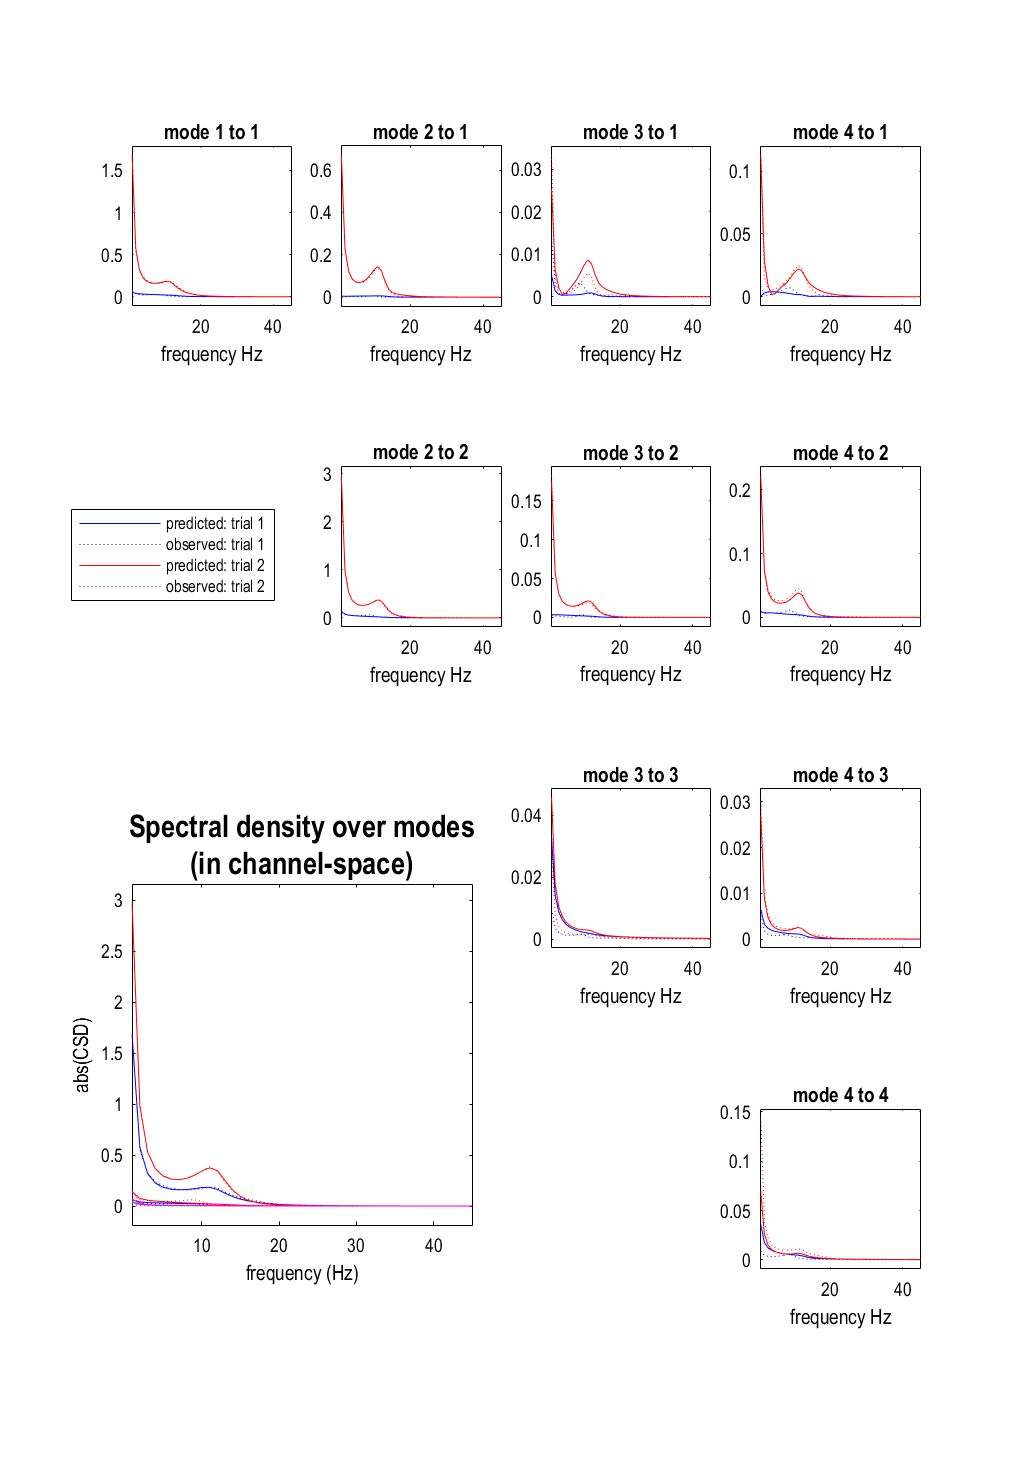 mode 1 to 1
mode 2 to 1
mode 3 to 1
mode 4 to 1
1.5
1
0.5
0
20
40
frequency Hz
0.6
0.4
0.2
0
20
40
frequency Hz
0.03
0.02
0.01
0
20
40
frequency Hz
0.1
0.05
0
20
40
frequency Hz
predicted: trial 1
observed: trial 1
predicted: trial 2
observed: trial 2
mode 2 to 2
3
2
1
0
20
40
frequency Hz
mode 3 to 2
0.15
0.1
0.05
0
20
40
frequency Hz
mode 4 to 2
0.2
0.1
0
20
40
frequency Hz
mode 3 to 3
0.04
0.02
0
20
40
frequency Hz
mode 4 to 3
0.03
0.02
0.01
0
20
40
frequency Hz
Spectral density over modes
(in channel-space)
abs(CSD)
3
2.5
2
1.5
1
0.5
0
10
20
30
40
frequency (Hz)
mode 4 to 4
0.15
0.1
0.05
0
20
40
frequency Hz